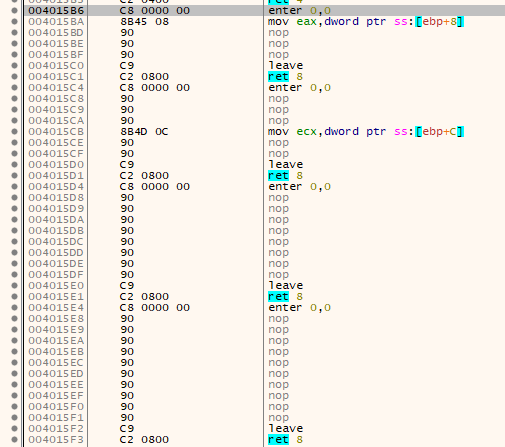 004015B6 C8 0000 00 enter 0,0
004015BA 8B45 08 mov eax,dword ptr ss:[ebp+8]
004015BD 90 nop
004015BE 90 nop
004015BF 90 nop
004015C0 C9 leave
004015C1 C2 0800 ret 8
004015C4 C8 0000 00 enter 0,0
004015C8 90 nop
004015C9 90 nop
004015CA 90 nop
004015CB 8B4D 0C mov ecx,dword ptr ss:[ebp+C]
004015CE 90 nop
004015CF 90 nop
004015D0 C9 leave
004015D1 C2 0800 ret 8
004015D4 C8 0000 00 enter 0,0
004015D8 90 nop
004015D9 90 nop
004015DA 90 nop
004015DB 90 nop
004015DC 90 nop
004015DD 90 nop
004015DE 90 nop
004015DF 90 nop
004015E0 C9 leave
004015E1 C2 0800 ret 8
004015E4 C8 0000 00 enter 0,0
004015E8 90 nop
004015E9 90 nop
004015EA 90 nop
004015EB 90 nop
004015EC 90 nop
004015ED 90 nop
004015EE 90 nop
004015EF 90 nop
004015F0 90 nop
004015F1 90 nop
004015F2 C9 leave
004015F3 C2 0800 ret 8